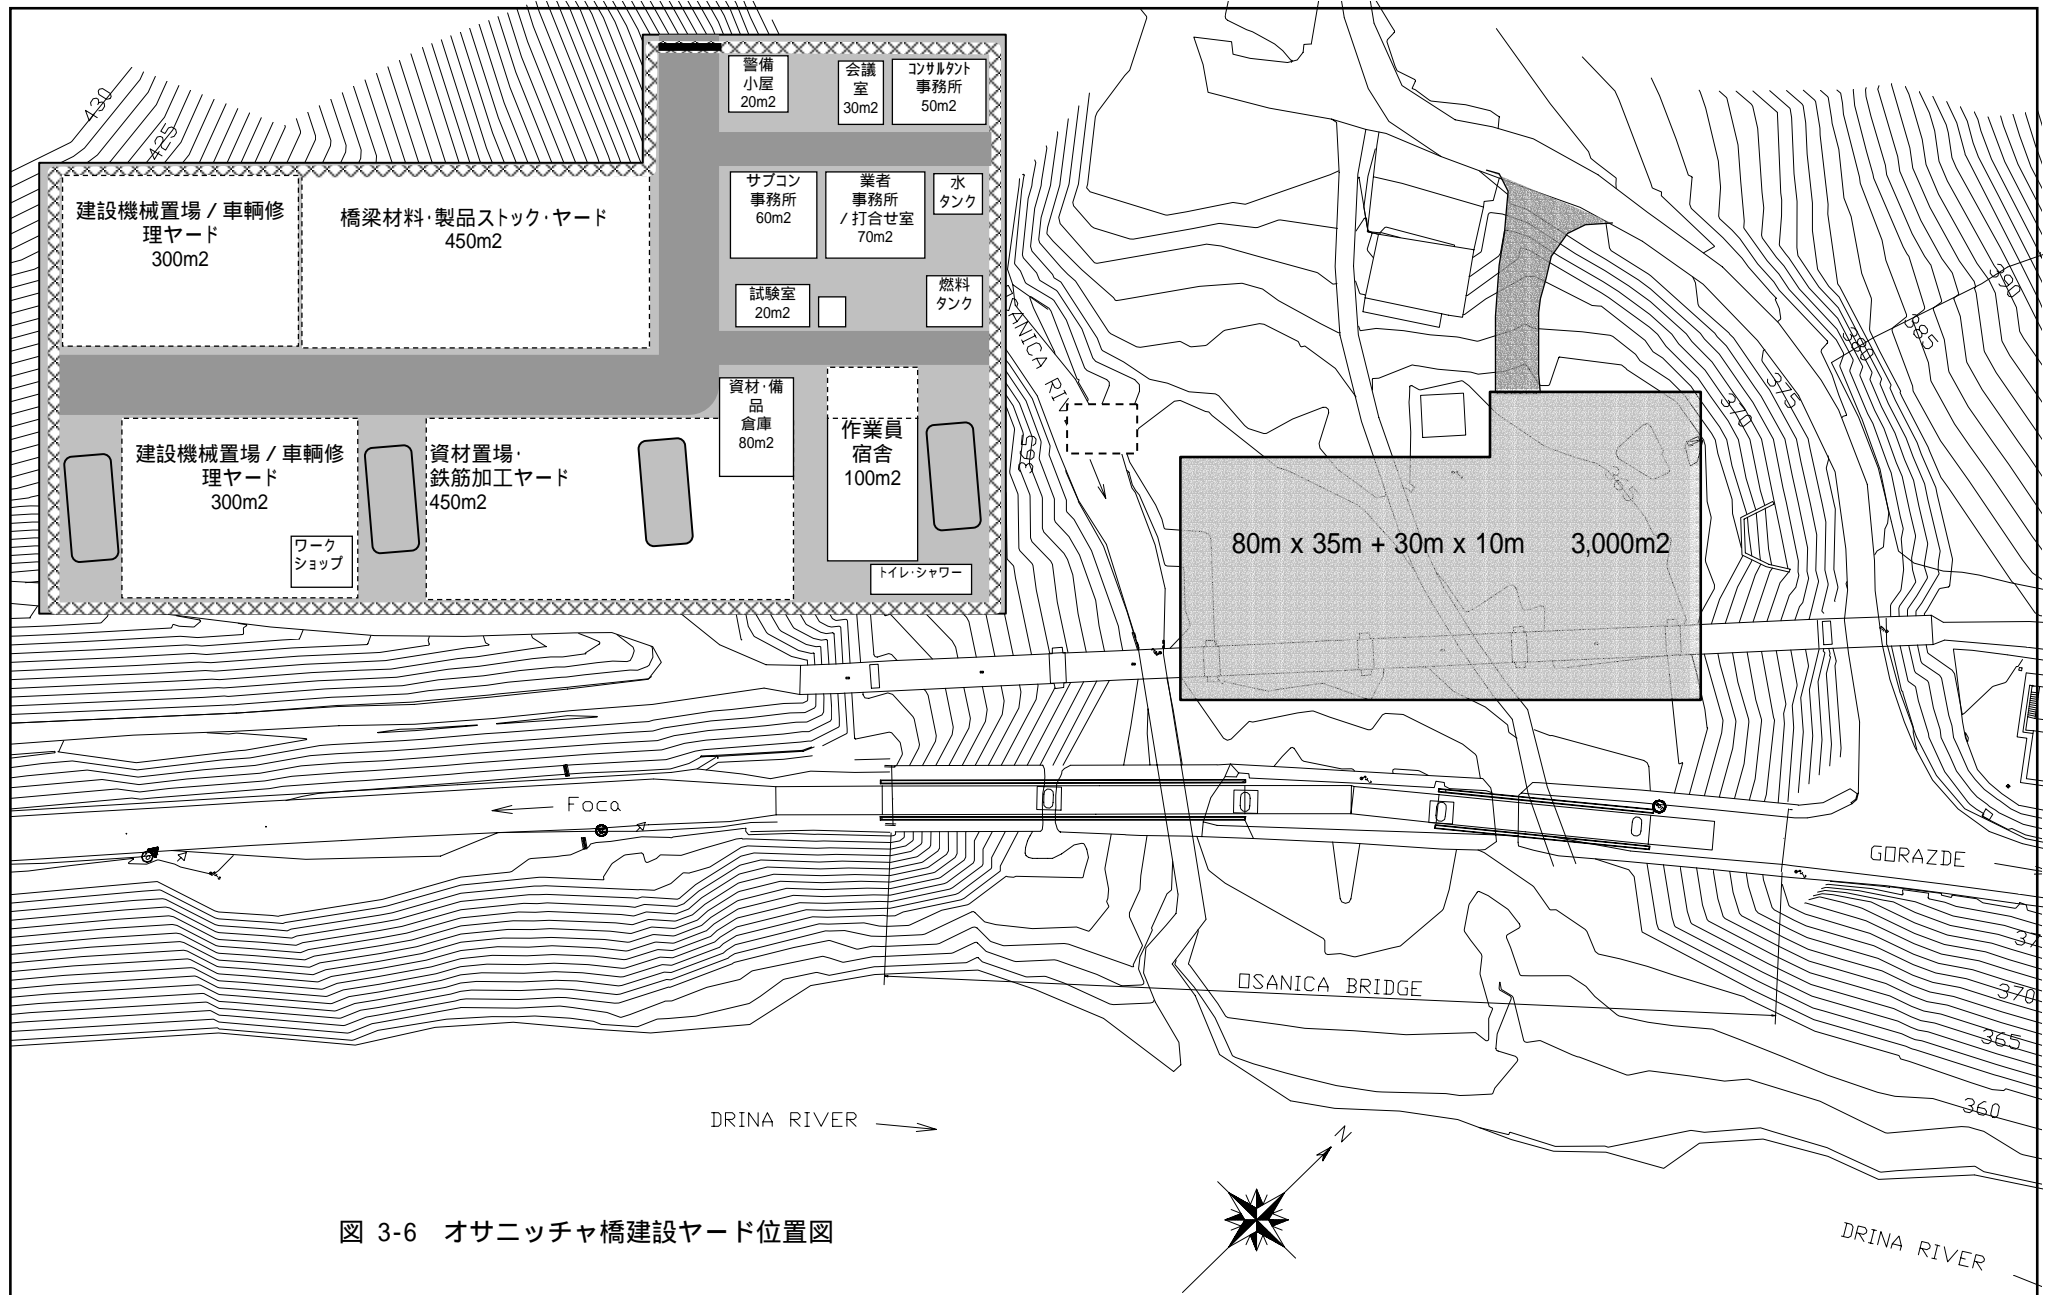 430
425
警備
小屋
20m2
会議
室
30m2
コンサルタント
事務所
50m2
建設機械置場 / 車輌修
理ヤード
300m2
橋梁材料･製品ストック･ヤード
450m2
サブコン
事務所
60m2
業者
事務所
/ 打合せ室
70m2
水
タンク
試験室
20m2
燃料
タンク
資材･備
品
倉庫
80m2
建設機械置場 / 車輌修
理ヤード
300m2
ワーク
ショップ
資材置場･
鉄筋加工ヤード
450m2
作業員
宿舎
100m2
トイレ･シャワー
365
390
385
380
375
370
365
80m x 35m + 30m x 10m 3,000m2
Foca
GORAZDE
OSANICA BRIDGE
370
365
360
DRINA RIVER
N
DRINA RIVER
図 3-6 オサニッチャ橋建設ヤード位置図